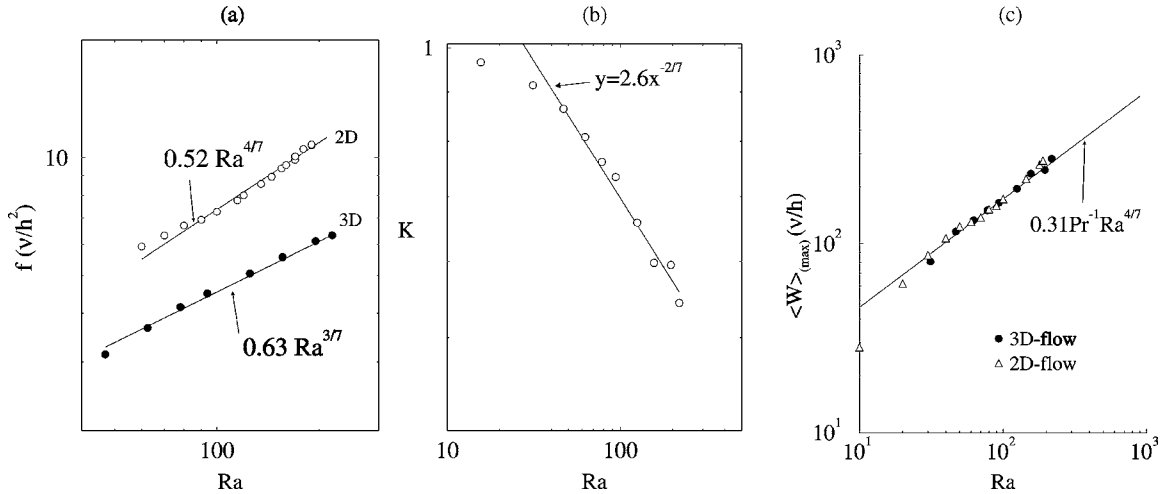 (a)
f (ν/h²)
10
100
Ra
2D
0.52 Ra^4/7
3D
0.63 Ra^3/7
(b)
K
1
10
100
Ra
y=2.6x^-2/7
(c)
<W>(max) (ν/h)
10³
10²
10¹
10¹
10²
10³
Ra
0.31Pr^-1Ra^4/7
3D-flow
2D-flow